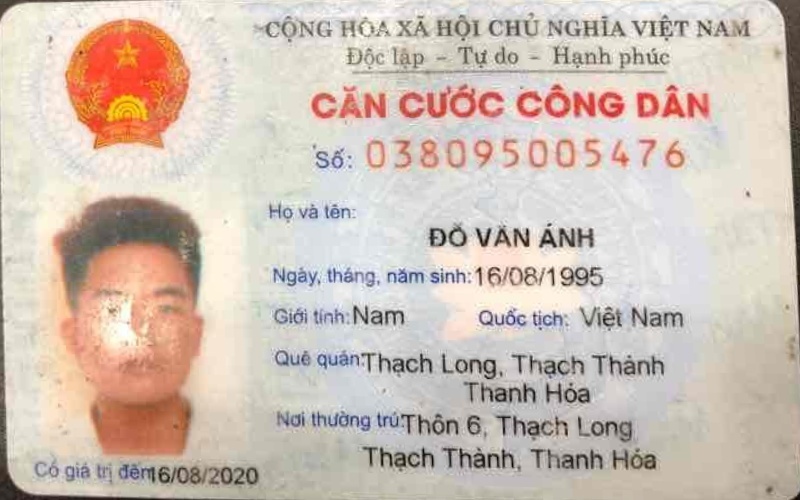 CỘNG HÒA XÃ HỘI CHỦ NGHĨA VIỆT NAM
Độc lập - Tự do - Hạnh phúc
CĂN CƯỚC CÔNG DÂN
Số: 038095005476
Họ và tên:
ĐỖ VĂN ÁNH
Ngày, tháng, năm sinh: 16/08/1995
Giới tính: Nam Quốc tịch: Việt Nam
Quê quán: Thạch Long, Thạch Thành
Thanh Hóa
Nơi thường trú: Thôn 6, Thạch Long
Thạch Thành, Thanh Hóa
Có giá trị đến 16/08/2020